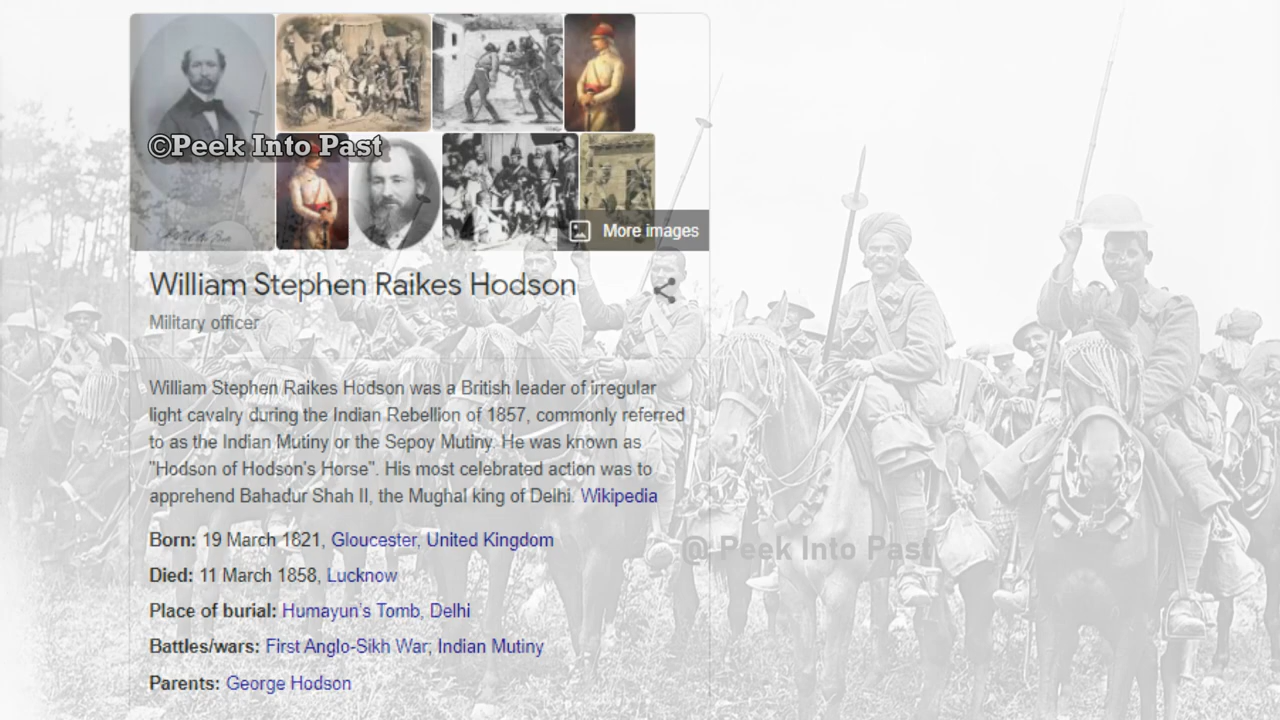 ©Peek Into Past
More images
William Stephen Raikes Hodson
Military officer
William Stephen Raikes Hodson was a British leader of irregular
light cavalry during the Indian Rebellion of 1857, commonly referred
to as the Indian Mutiny or the Sepoy Mutiny. He was known as
"Hodson of Hodson's Horse". His most celebrated action was to
apprehend Bahadur Shah II, the Mughal king of Delhi. Wikipedia
Born: 19 March 1821, Gloucester, United Kingdom
@ Peek Into Past
Died: 11 March 1858, Lucknow
Place of burial: Humayun's Tomb, Delhi
Battles/wars: First Anglo-Sikh War; Indian Mutiny
Parents: George Hodson